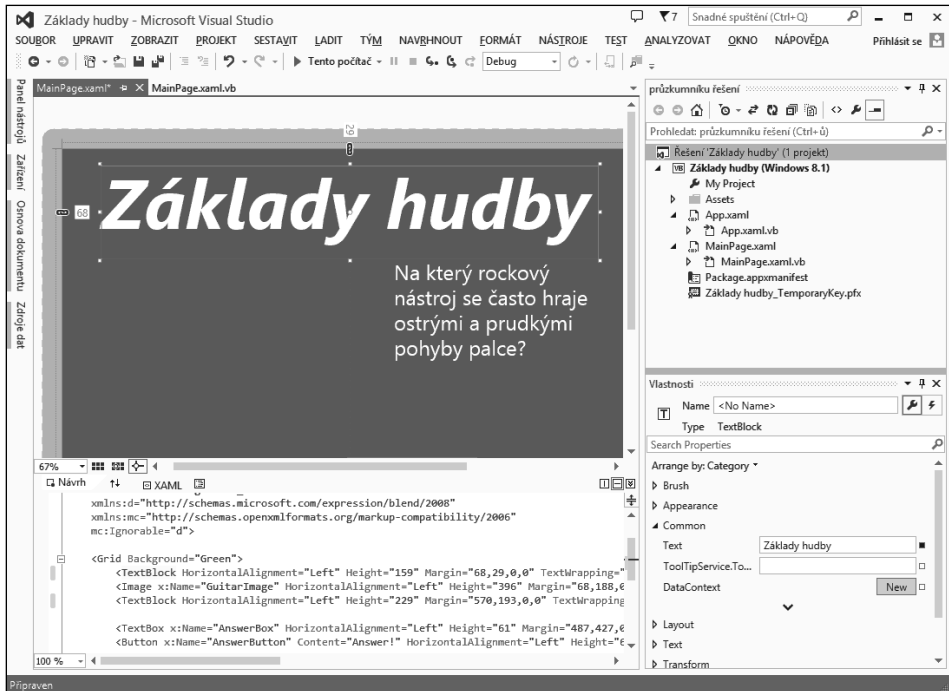 Základy hudby - Microsoft Visual Studio
7 Snadné spuštění (Ctrl+Q)
SOUBOR UPRAVIT ZOBRAZIT PROJEKT SESTAVIT LADIT TÝM NAVRHNOUT FORMÁT NÁSTROJE TEST ANALYZOVAT OKNO NÁPOVĚDA Přihlásit se
Tento počítač Debug
Panel nástrojů
Zařízení
Osnova dokumentu
Zdroje dat
MainPage.xaml* MainPage.xaml.vb
29
68
Základy hudby
Na který rockový
nástroj se často hraje
ostrými a prudkými
pohyby palce?
67%
Návrh XAML
xmlns:d="http://schemas.microsoft.com/expression/blend/2008"
xmlns:mc="http://schemas.openxmlformats.org/markup-compatibility/2006"
mc:Ignorable="d">
<Grid Background="Green">
<TextBlock HorizontalAlignment="Left" Height="159" Margin="68,29,0,0" TextWrapping="
<Image x:Name="GuitarImage" HorizontalAlignment="Left" Height="396" Margin="68,188,0
<TextBlock HorizontalAlignment="Left" Height="229" Margin="570,193,0,0" TextWrapping
<TextBox x:Name="AnswerBox" HorizontalAlignment="Left" Height="61" Margin="487,427,0
<Button x:Name="AnswerButton" Content="Answer!" HorizontalAlignment="Left" Height="6
100 %
průzkumníku řešení
Prohledat: průzkumníku řešení (Ctrl+ů)
Řešení 'Základy hudby' (1 projekt)
VB Základy hudby (Windows 8.1)
My Project
Assets
App.xaml
App.xaml.vb
MainPage.xaml
MainPage.xaml.vb
Package.appxmanifest
Základy hudby_TemporaryKey.pfx
Vlastnosti
Name <No Name>
Type TextBlock
Search Properties
Arrange by: Category
Brush
Appearance
Common
Text Základy hudby
ToolTipService.To...
DataContext New
Layout
Text
Transform
Připraven